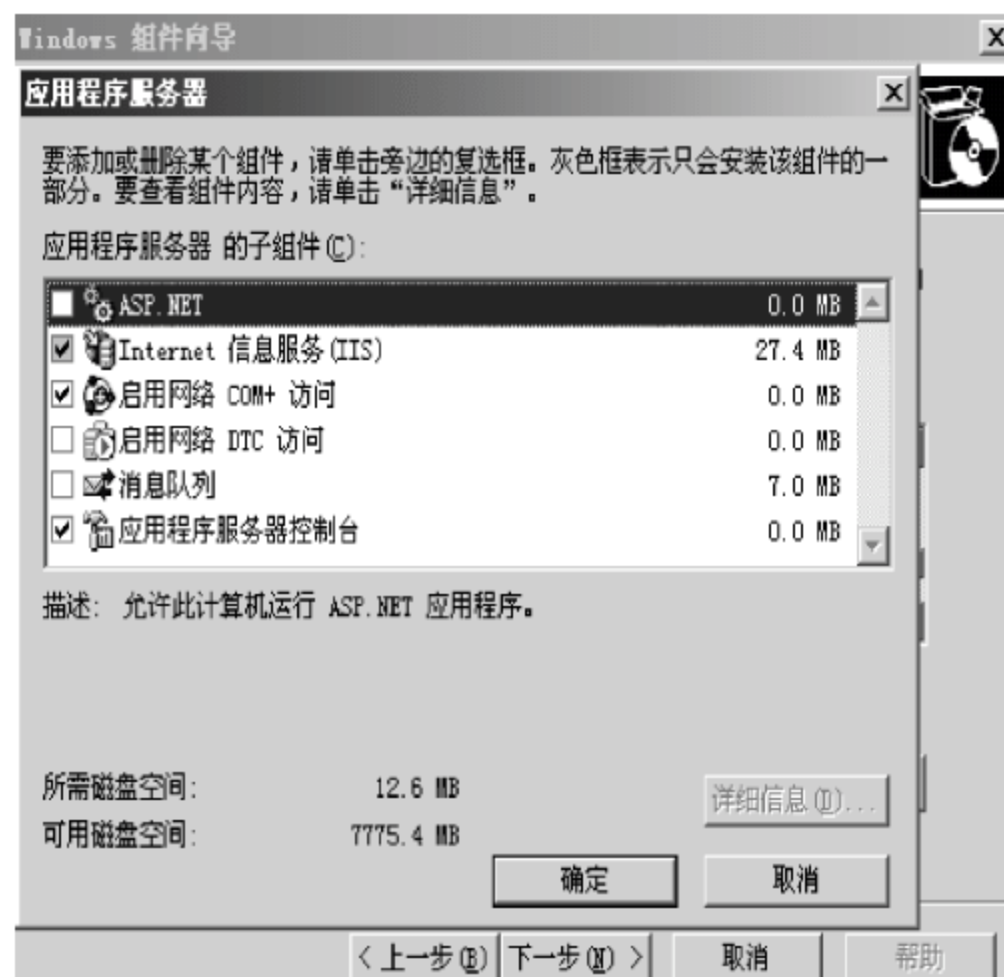 Windows 组件向导
应用程序服务器
要添加或删除某个组件，请单击旁边的复选框。灰色框表示只会安装该组件的一
部分。要查看组件内容，请单击“详细信息”。
应用程序服务器 的子组件(C):
ASP.NET 0.0 MB
Internet 信息服务(IIS) 27.4 MB
启用网络 COM+ 访问 0.0 MB
启用网络 DTC 访问 0.0 MB
消息队列 7.0 MB
应用程序服务器控制台 0.0 MB
描述: 允许此计算机运行 ASP.NET 应用程序。
所需磁盘空间: 12.6 MB
详细信息(D)...
可用磁盘空间: 7775.4 MB
确定 取消
< 上一步(B) 下一步(N) > 取消 帮助